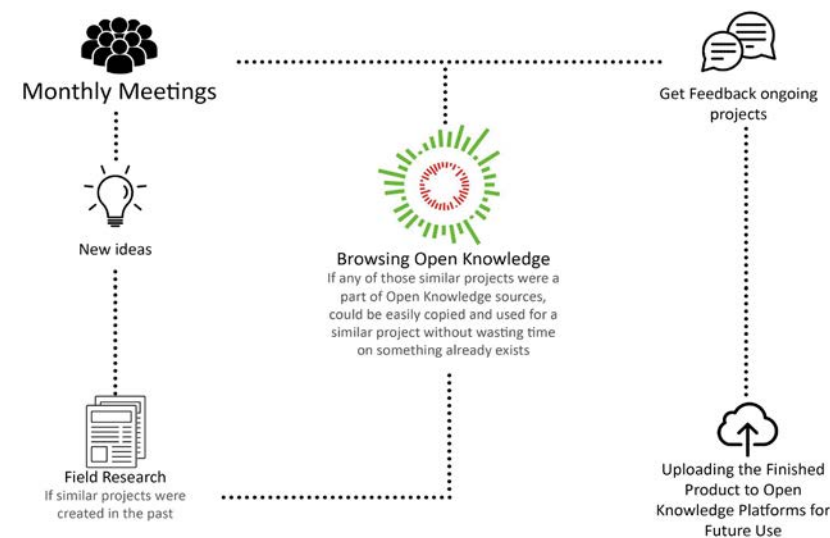 Monthly Meetings
New ideas
Field Research
If similar projects were
created in the past
Browsing Open Knowledge
If any of those similar projects were a
part of Open Knowledge sources,
could be easily copied and used for a
similar project without wasting time
on something already exists
Get Feedback ongoing
projects
Uploading the Finished
Product to Open
Knowledge Platforms for
Future Use